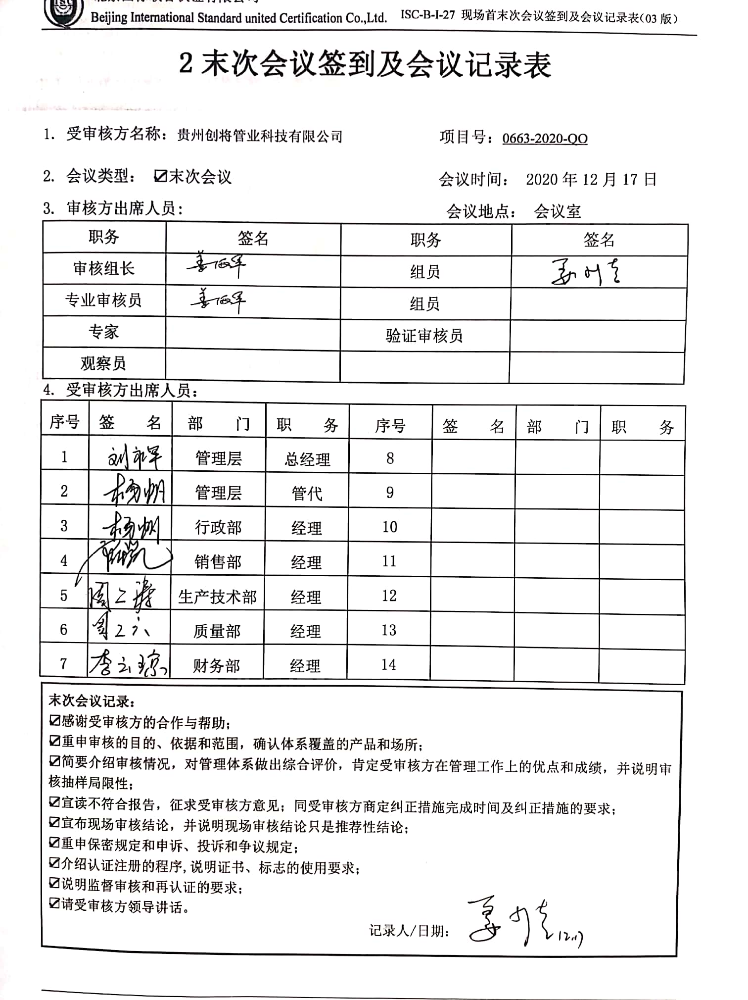 Beijing International Standard united Certification Co.,Ltd. ISC-B-I-27 现场首末次会议签到及会议记录表(03 版)
2 末次会议签到及会议记录表
1. 受审核方名称：贵州创将管业科技有限公司 项目号：0663-2020-QO
2. 会议类型： ☑末次会议 会议时间： 2020 年 12 月 17 日
3. 审核方出席人员： 会议地点： 会议室
职务 签名 职务 签名
审核组长 组员
专业审核员 组员
专家 验证审核员
观察员
4. 受审核方出席人员：
序号 签 名 部 门 职 务 序号 签 名 部 门 职 务
1 管理层 总经理 8
2 杨帆 管理层 管代 9
3 杨帆 行政部 经理 10
4 销售部 经理 11
5 生产技术部 经理 12
6 质量部 经理 13
7 李云琼 财务部 经理 14
末次会议记录：
☑感谢受审核方的合作与帮助；
☑重申审核的目的、依据和范围，确认体系覆盖的产品和场所；
☑简要介绍审核情况，对管理体系做出综合评价，肯定受审核方在管理工作上的优点和成绩，并说明审
核抽样局限性；
☑宣读不符合报告，征求受审核方意见；同受审核方商定纠正措施完成时间及纠正措施的要求；
☑宣布现场审核结论，并说明现场审核结论只是推荐性结论；
☑重申保密规定和申诉、投诉和争议规定；
☑介绍认证注册的程序,说明证书、标志的使用要求；
☑说明监督审核和再认证的要求；
☑请受审核方领导讲话。
记录人/日期： 12.17